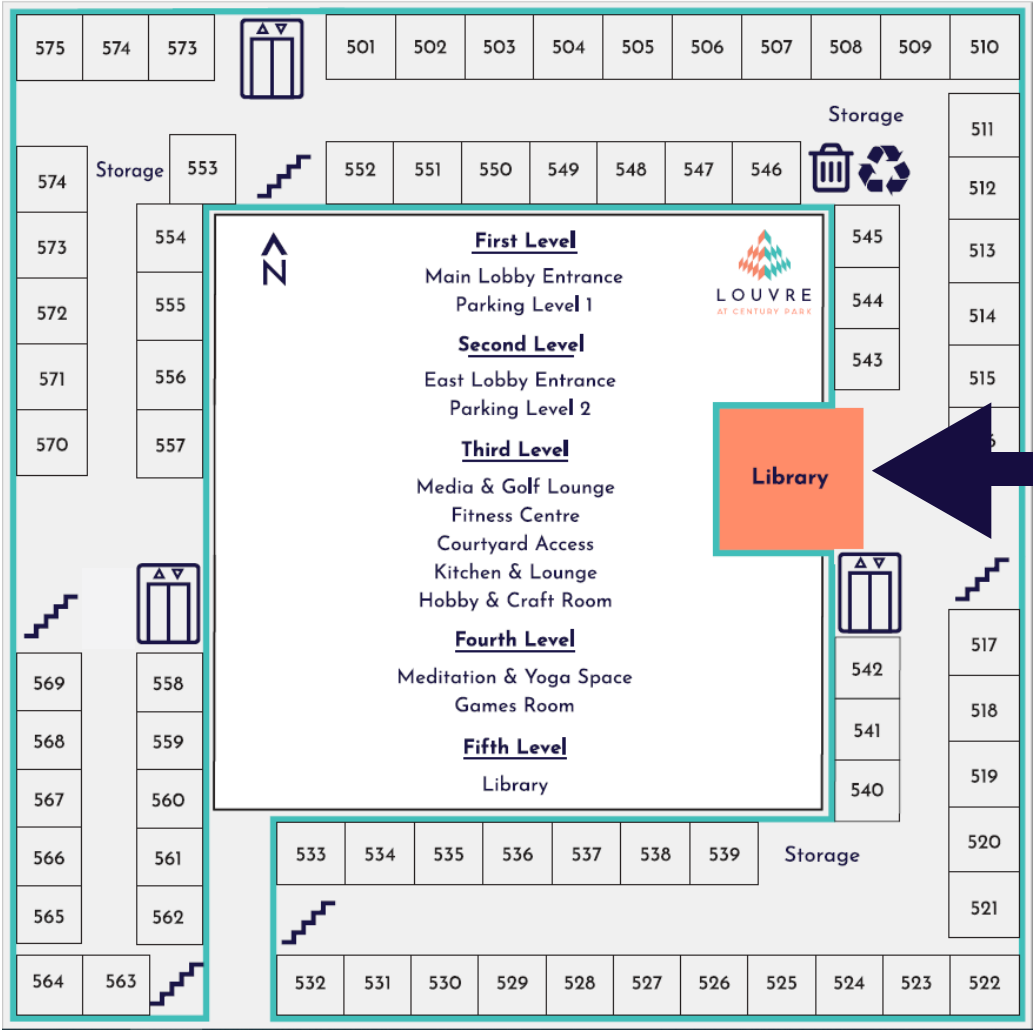 575 574 573 501 502 503 504 505 506 507 508 509 510
Storage
511
574 Storage 553 552 551 550 549 548 547 546 512
573 554 N First Level 545 513
Main Lobby Entrance
LOUVRE
AT CENTURY PARK
572 555 Parking Level 1 544 514
Second Level
571 556 East Lobby Entrance 543 515
Parking Level 2
570 557 Third Level
Library
Media & Golf Lounge
Fitness Centre
Courtyard Access
Kitchen & Lounge
Hobby & Craft Room
Fourth Level 517
569 558 Meditation & Yoga Space 542
Games Room 518
568 559 Fifth Level 541
567 560 Library 540 519
566 561 533 534 535 536 537 538 539 Storage 520
565 562 521
564 563 532 531 530 529 528 527 526 525 524 523 522